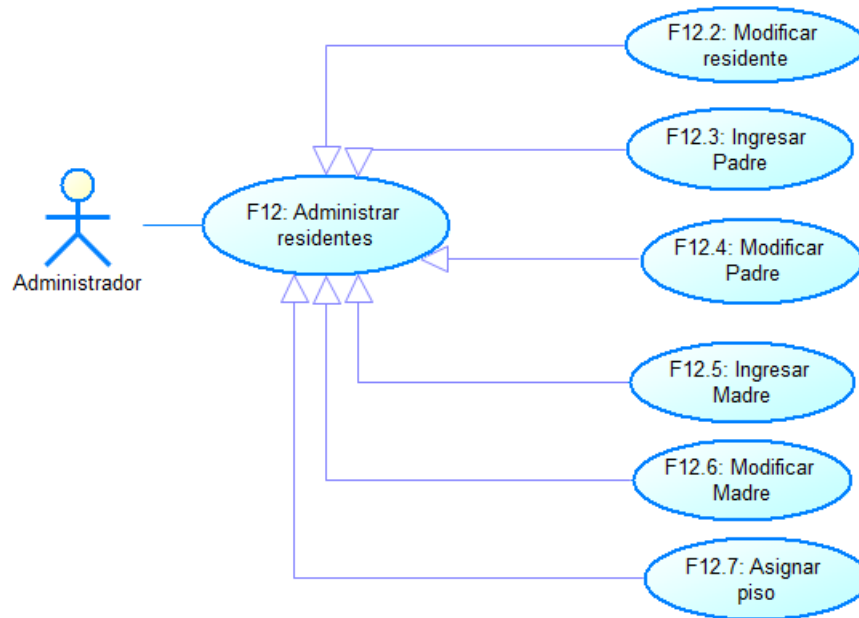 F12.2: Modificar
residente
F12.3: Ingresar
Padre
F12: Administrar
residentes
F12.4: Modificar
Padre
Administrador
F12.5: Ingresar
Madre
F12.6: Modificar
Madre
F12.7: Asignar
piso